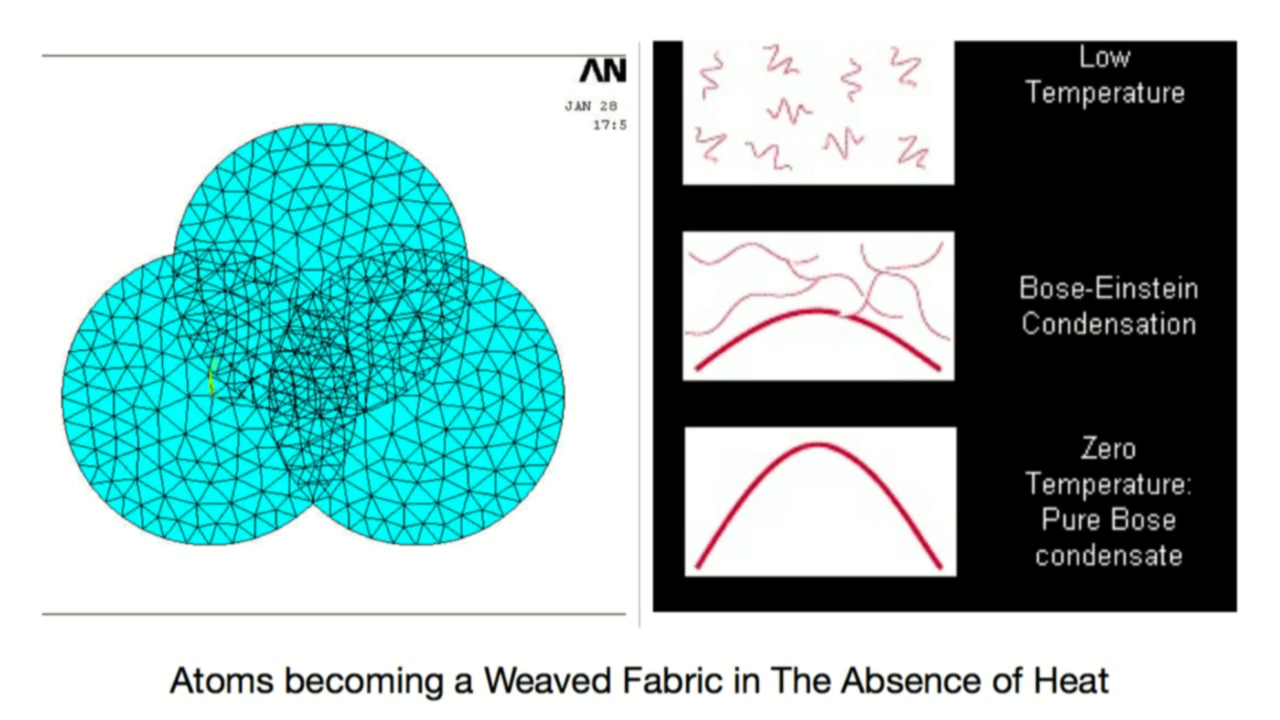 ΛN
JAN 28
17:5
Low
Temperature
Bose-Einstein
Condensation
Zero
Temperature:
Pure Bose
condensate
Atoms becoming a Weaved Fabric in The Absence of Heat